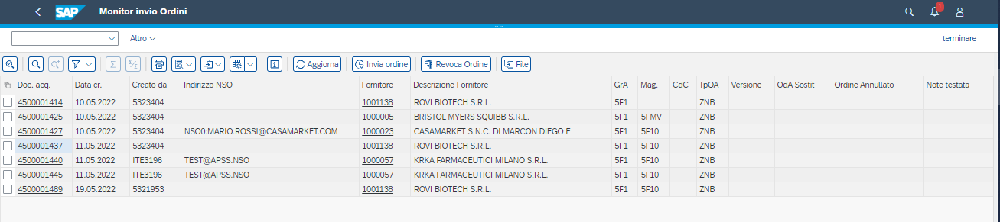 SAP Monitor invio Ordini 1
Altro terminare
Σ Σ/Σ Aggiorna Invia ordine Revoca Ordine File
Doc. acq. Data cr. Creato da Indirizzo NSO Fornitore Descrizione Fornitore GrA Mag. CdC TpOA Versione OdA Sostit Ordine Annullato Note testata
4500001414 10.05.2022 5323404 1001138 ROVI BIOTECH S.R.L. 5F1 ZNB
4500001425 10.05.2022 5323404 1000005 BRISTOL MYERS SQUIBB S.R.L. 5F1 5FMV ZNB
4500001427 10.05.2022 5323404 NSO0:MARIO.ROSSI@CASAMARKET.COM 1000023 CASAMARKET S.N.C. DI MARCON DIEGO E 5F1 5F10 ZNB
4500001437 11.05.2022 5323404 1001138 ROVI BIOTECH S.R.L. 5F1 5F10 ZNB
4500001440 11.05.2022 ITE3196 TEST@APSS.NSO 1000057 KRKA FARMACEUTICI MILANO S.R.L. 5F1 5F10 ZNB
4500001445 11.05.2022 ITE3196 TEST@APSS.NSO 1000057 KRKA FARMACEUTICI MILANO S.R.L. 5F1 5F10 ZNB
4500001489 19.05.2022 5321953 1001138 ROVI BIOTECH S.R.L. 5F1 5F10 ZNB